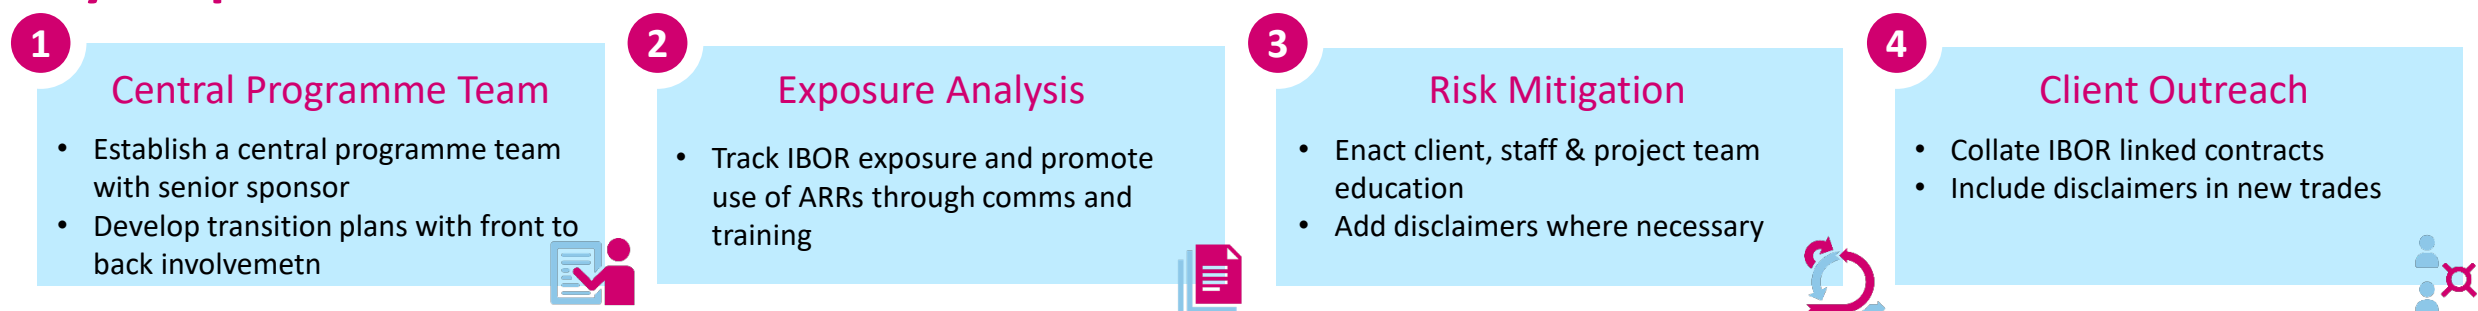 1
Central Programme Team
• Establish a central programme team
with senior sponsor
• Develop transition plans with front to
back involvemetn
2
Exposure Analysis
• Track IBOR exposure and promote
use of ARRs through comms and
training
3
Risk Mitigation
• Enact client, staff & project team
education
• Add disclaimers where necessary
4
Client Outreach
• Collate IBOR linked contracts
• Include disclaimers in new trades